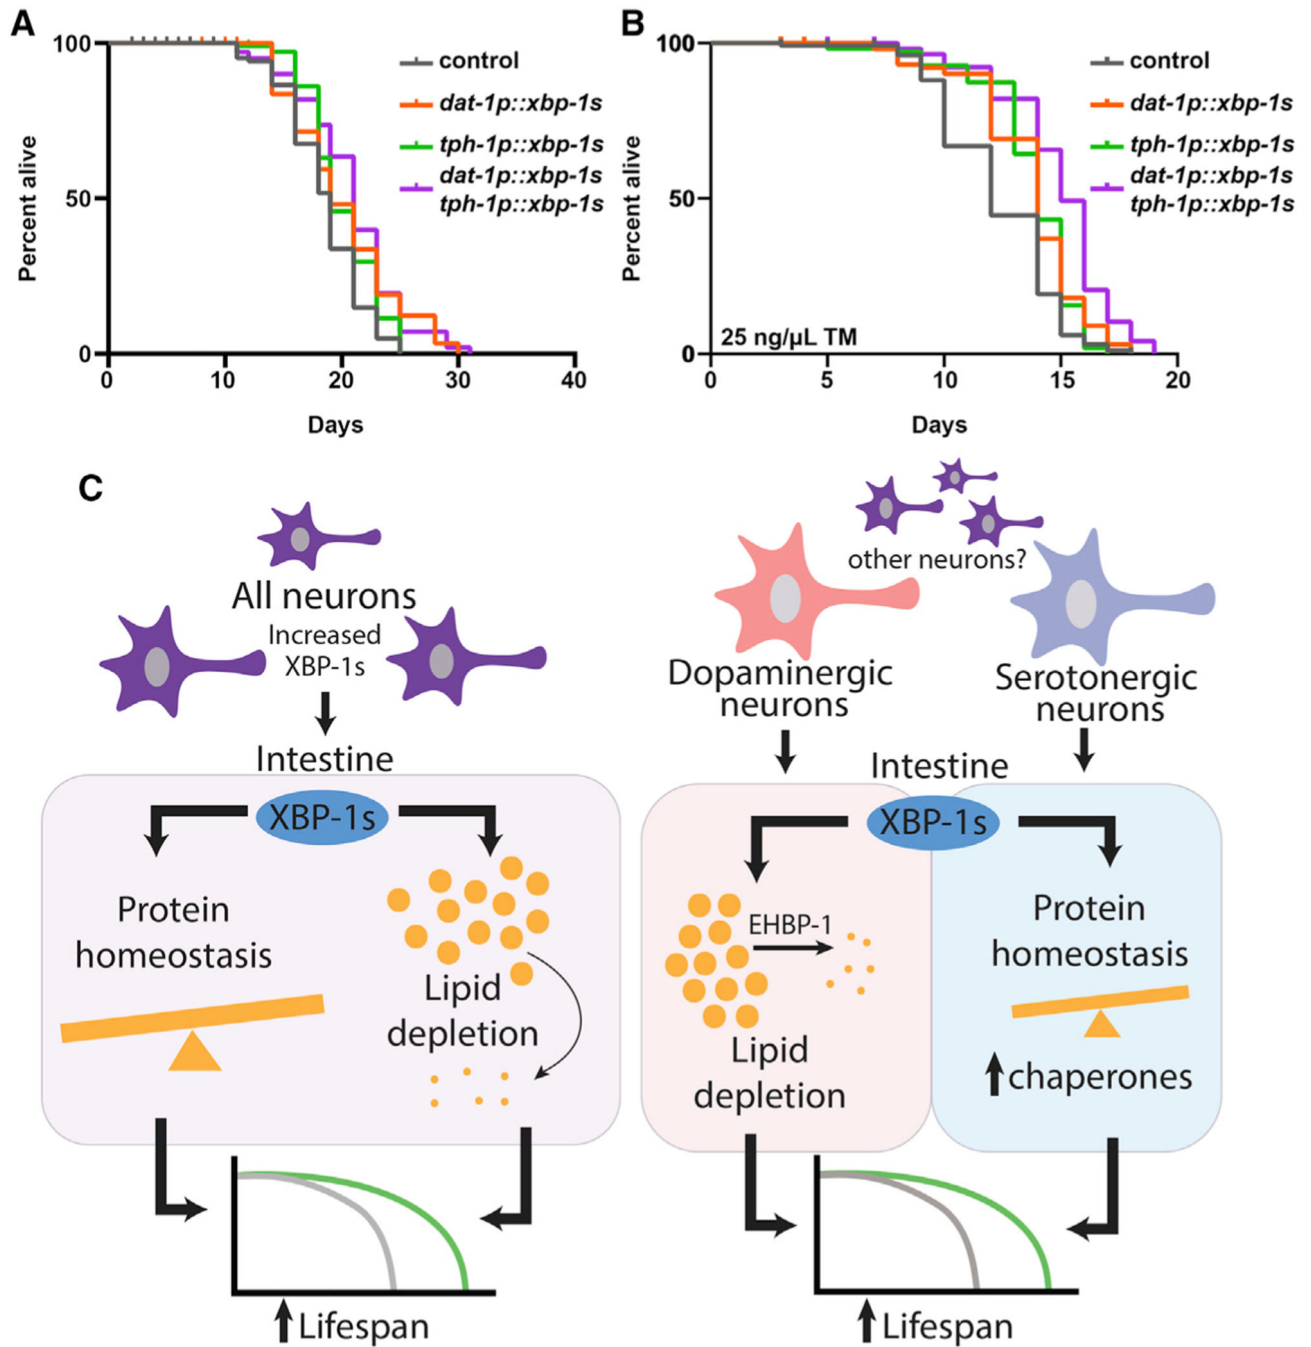 A
100
50
0
Percent alive
0 10 20 30 40
Days
control
dat-1p::xbp-1s
tph-1p::xbp-1s
dat-1p::xbp-1s
tph-1p::xbp-1s
B
100
50
0
Percent alive
25 ng/µL TM
0 5 10 15 20
Days
control
dat-1p::xbp-1s
tph-1p::xbp-1s
dat-1p::xbp-1s
tph-1p::xbp-1s
C
All neurons
Increased
XBP-1s
Intestine
XBP-1s
Protein
homeostasis
Lipid
depletion
Lifespan
other neurons?
Dopaminergic
neurons
Serotonergic
neurons
Intestine
XBP-1s
EHBP-1
Lipid
depletion
Protein
homeostasis
chaperones
Lifespan